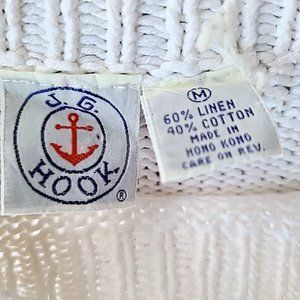 J. G.
HOOK
®
M
60% LINEN
40% COTTON
MADE IN
HONG KONG
CARE ON REV.